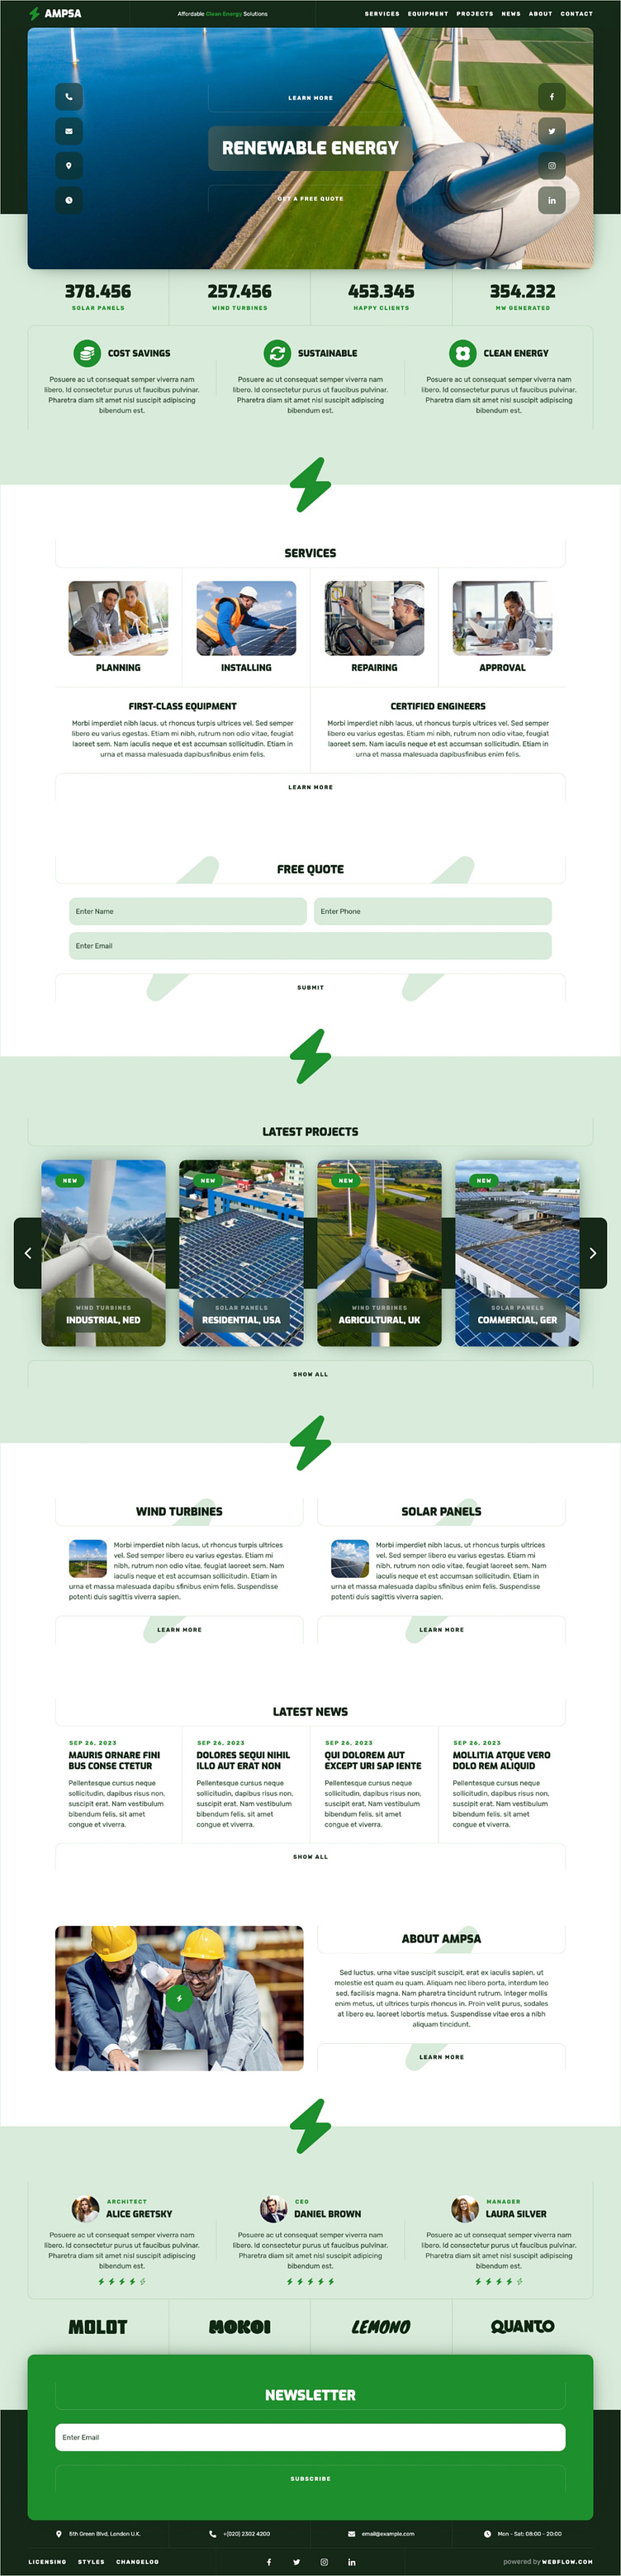 AMPSA
Affordable Clean Energy Solutions
SERVICES EQUIPMENT PROJECTS NEWS ABOUT CONTACT
LEARN MORE
RENEWABLE ENERGY
GET A FREE QUOTE
378.456 257.456 453.345 354.232
SOLAR PANELS WIND TURBINES HAPPY CLIENTS MW GENERATED
COST SAVINGS
Posuere ac ut consequat semper viverra nam
libero. Id consectetur purus ut faucibus pulvinar.
Pharetra diam sit amet nisl suscipit adipiscing
bibendum est.
SUSTAINABLE
Posuere ac ut consequat semper viverra nam
libero. Id consectetur purus ut faucibus pulvinar.
Pharetra diam sit amet nisl suscipit adipiscing
bibendum est.
CLEAN ENERGY
Posuere ac ut consequat semper viverra nam
libero. Id consectetur purus ut faucibus pulvinar.
Pharetra diam sit amet nisl suscipit adipiscing
bibendum est.
SERVICES
PLANNING INSTALLING REPAIRING APPROVAL
FIRST-CLASS EQUIPMENT
Morbi imperdiet nibh lacus, ut rhoncus turpis ultrices vel. Sed semper
libero eu varius egestas. Etiam mi nibh, rutrum non odio vitae, feugiat
laoreet sem. Nam iaculis neque et est accumsan sollicitudin. Etiam in
urna et massa malesuada dapibusfinibus enim felis.
CERTIFIED ENGINEERS
Morbi imperdiet nibh lacus, ut rhoncus turpis ultrices vel. Sed semper
libero eu varius egestas. Etiam mi nibh, rutrum non odio vitae, feugiat
laoreet sem. Nam iaculis neque et est accumsan sollicitudin. Etiam in
urna et massa malesuada dapibusfinibus enim felis.
LEARN MORE
FREE QUOTE
Enter Name
Enter Phone
Enter Email
SUBMIT
LATEST PROJECTS
NEW
WIND TURBINES
INDUSTRIAL, NED
NEW
SOLAR PANELS
RESIDENTIAL, USA
NEW
WIND TURBINES
AGRICULTURAL, UK
NEW
SOLAR PANELS
COMMERCIAL, GER
SHOW ALL
WIND TURBINES
Morbi imperdiet nibh lacus, ut rhoncus turpis ultrices
vel. Sed semper libero eu varius egestas. Etiam mi
nibh, rutrum non odio vitae, feugiat laoreet sem. Nam
iaculis neque et est accumsan sollicitudin. Etiam in
urna et massa malesuada dapibu sfinibus enim felis. Suspendisse
potenti duis sagittis viverra sapien.
LEARN MORE
SOLAR PANELS
Morbi imperdiet nibh lacus, ut rhoncus turpis ultrices
vel. Sed semper libero eu varius egestas. Etiam mi
nibh, rutrum non odio vitae, feugiat laoreet sem. Nam
iaculis neque et est accumsan sollicitudin. Etiam in
urna et massa malesuada dapibu sfinibus enim felis. Suspendisse
potenti duis sagittis viverra sapien.
LEARN MORE
LATEST NEWS
SEP 26, 2023
MAURIS ORNARE FINI
BUS CONSE CTETUR
Pellentesque cursus neque
sollicitudin, dapibus risus non,
suscipit erat. Nam vestibulum
bibendum felis, sit amet
congue et viverra.
SEP 26, 2023
DOLORES SEQUI NIHIL
ILLO AUT ERAT NON
Pellentesque cursus neque
sollicitudin, dapibus risus non,
suscipit erat. Nam vestibulum
bibendum felis, sit amet
congue et viverra.
SEP 26, 2023
QUI DOLOREM AUT
EXCEPT URI SAP IENTE
Pellentesque cursus neque
sollicitudin, dapibus risus non,
suscipit erat. Nam vestibulum
bibendum felis, sit amet
congue et viverra.
SEP 26, 2023
MOLLITIA ATQUE VERO
DOLO REM ALIQUID
Pellentesque cursus neque
sollicitudin, dapibus risus non,
suscipit erat. Nam vestibulum
bibendum felis, sit amet
congue et viverra.
SHOW ALL
ABOUT AMPSA
Sed luctus, urna vitae suscipit suscipit, erat ex iaculis sapien, ut
molestie est quam eu quam. Aliquam nec libero porta, interdum leo
sed, facilisis magna. Nam pharetra tincidunt rutrum. Integer mollis
enim metus, ut ultrices turpis rhoncus in. Proin velit purus, sodales
at libero eu, laoreet lobortis metus. Suspendisse vitae eros a nibh
aliquam tincidunt.
LEARN MORE
ARCHITECT
ALICE GRETSKY
Posuere ac ut consequat semper viverra nam
libero. Id consectetur purus ut faucibus pulvinar.
Pharetra diam sit amet nisl suscipit adipiscing
bibendum est.
CEO
DANIEL BROWN
Posuere ac ut consequat semper viverra nam
libero. Id consectetur purus ut faucibus pulvinar.
Pharetra diam sit amet nisl suscipit adipiscing
bibendum est.
MANAGER
LAURA SILVER
Posuere ac ut consequat semper viverra nam
libero. Id consectetur purus ut faucibus pulvinar.
Pharetra diam sit amet nisl suscipit adipiscing
bibendum est.
MOLOT MOKOI LEMONO QUANTO
NEWSLETTER
Enter Email
SUBSCRIBE
5th Green Blvd, London U.K. +(020) 2302 4200 email@example.com Mon - Sat: 08:00 - 20:00
LICENSING STYLES CHANGELOG
powered by WEBFLOW.COM